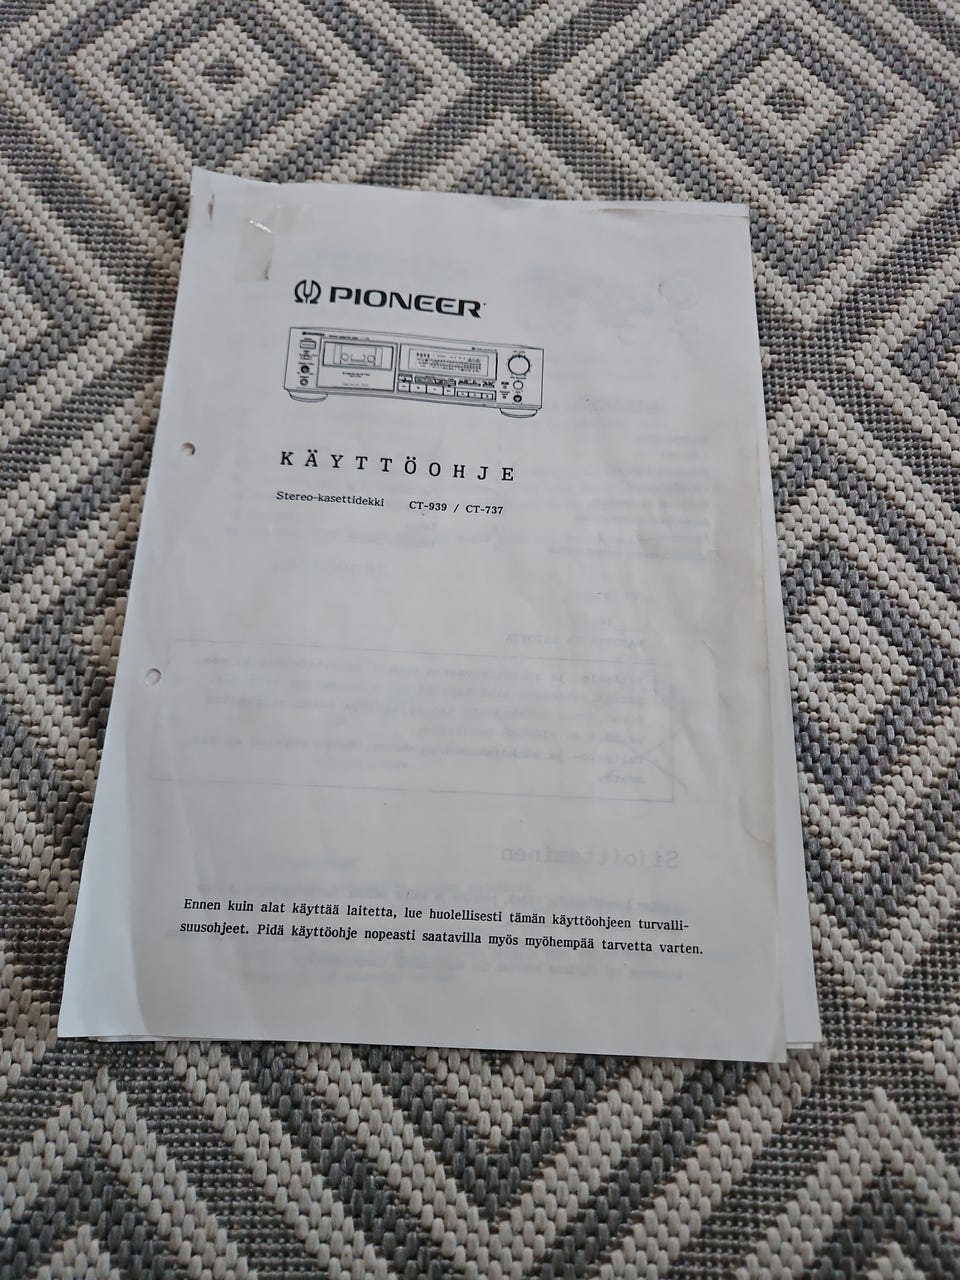 PIONEER
KÄYTTÖOHJE
Stereo-kasettidekki CT-939 / CT-737
Sijoittaminen
Ennen kuin alat käyttää laitetta, lue huolellisesti tämän käyttöohjeen turvalli-
suusohjeet. Pidä käyttöohje nopeasti saatavilla myös myöhempää tarvetta varten.